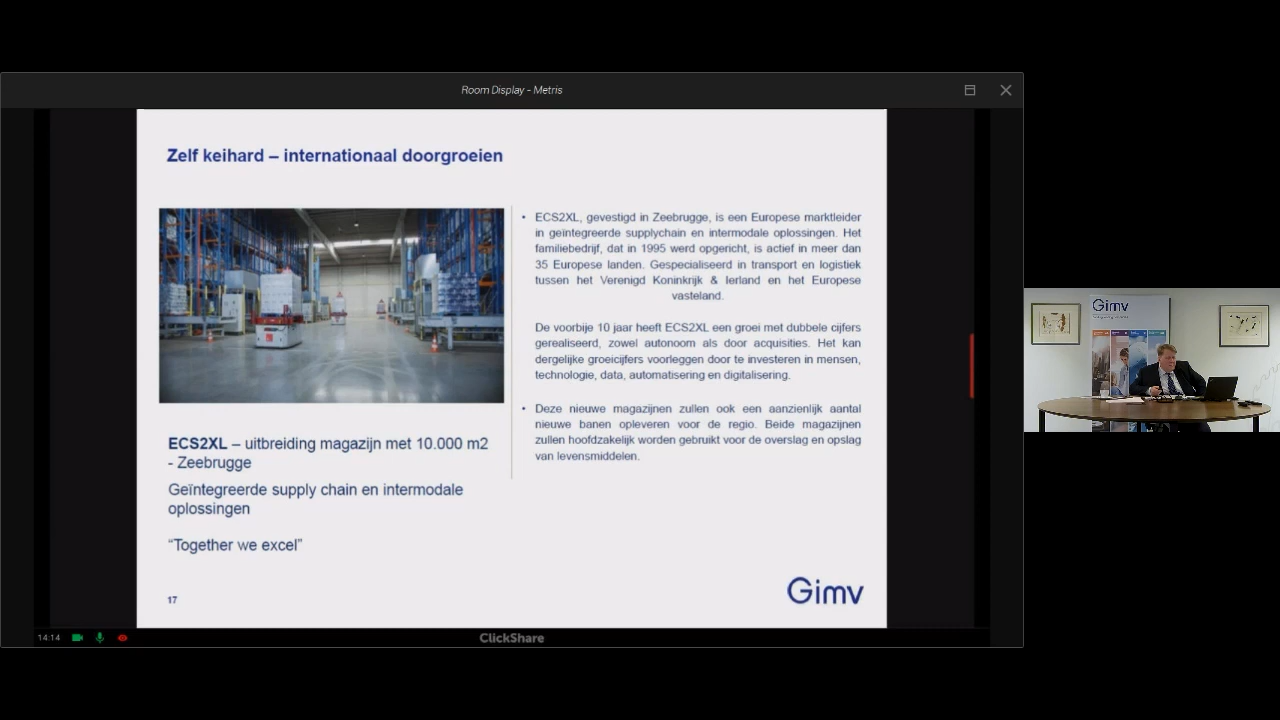 Room Display - Metris
Zelf keihard – internationaal doorgroeien
ECS2XL – uitbreiding magazijn met 10.000 m2
- Zeebrugge
Geïntegreerde supply chain en intermodale
oplossingen
“Together we excel”
17
• ECS2XL, gevestigd in Zeebrugge, is een Europese marktleider
in geïntegreerde supplychain en intermodale oplossingen. Het
familiebedrijf, dat in 1995 werd opgericht, is actief in meer dan
35 Europese landen. Gespecialiseerd in transport en logistiek
tussen het Verenigd Koninkrijk & Ierland en het Europese
vasteland.
De voorbije 10 jaar heeft ECS2XL een groei met dubbele cijfers
gerealiseerd, zowel autonoom als door acquisities. Het kan
dergelijke groeicijfers voorleggen door te investeren in mensen,
technologie, data, automatisering en digitalisering.
• Deze nieuwe magazijnen zullen ook een aanzienlijk aantal
nieuwe banen opleveren voor de regio. Beide magazijnen
zullen hoofdzakelijk worden gebruikt voor de overslag en opslag
van levensmiddelen.
Gimv
14:14
ClickShare
Gimv